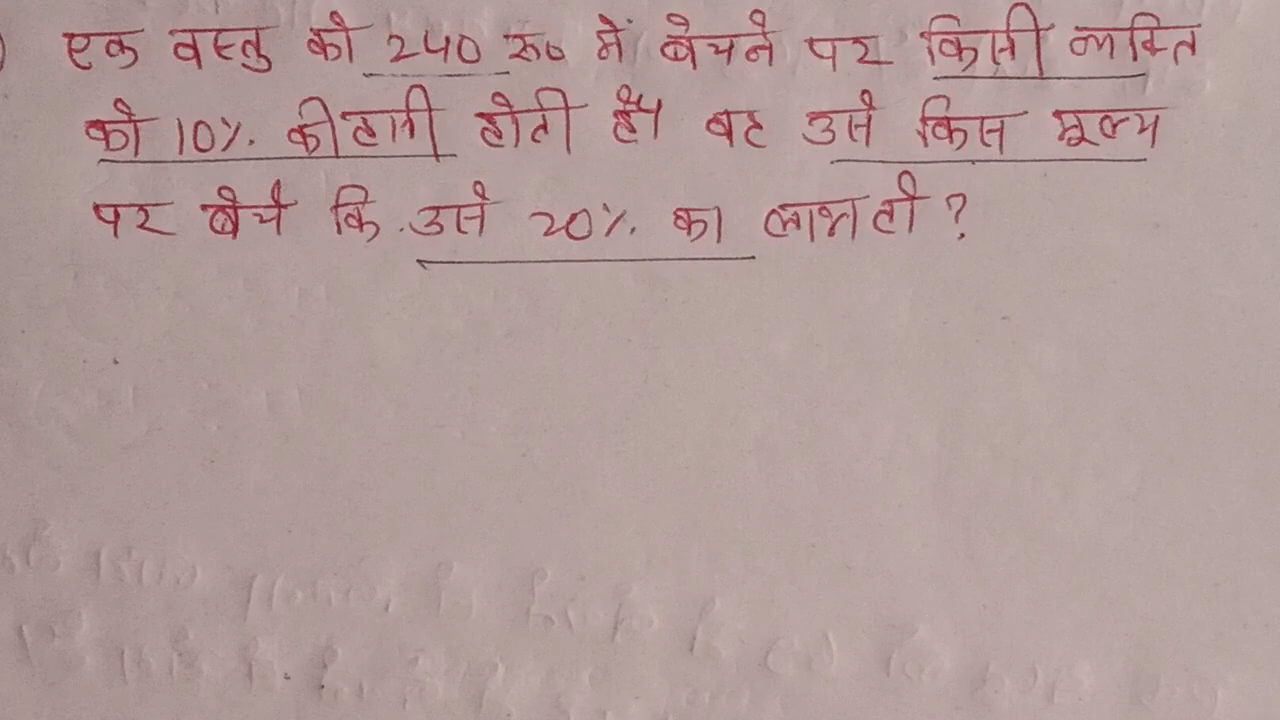 एक वस्तु को 240 रु० में बेचने पर किसी व्यक्ति
को 10%. की हानी होती है। वह उसे किस मूल्य
पर बेचे कि उसे 20%. का लाभ हो ?